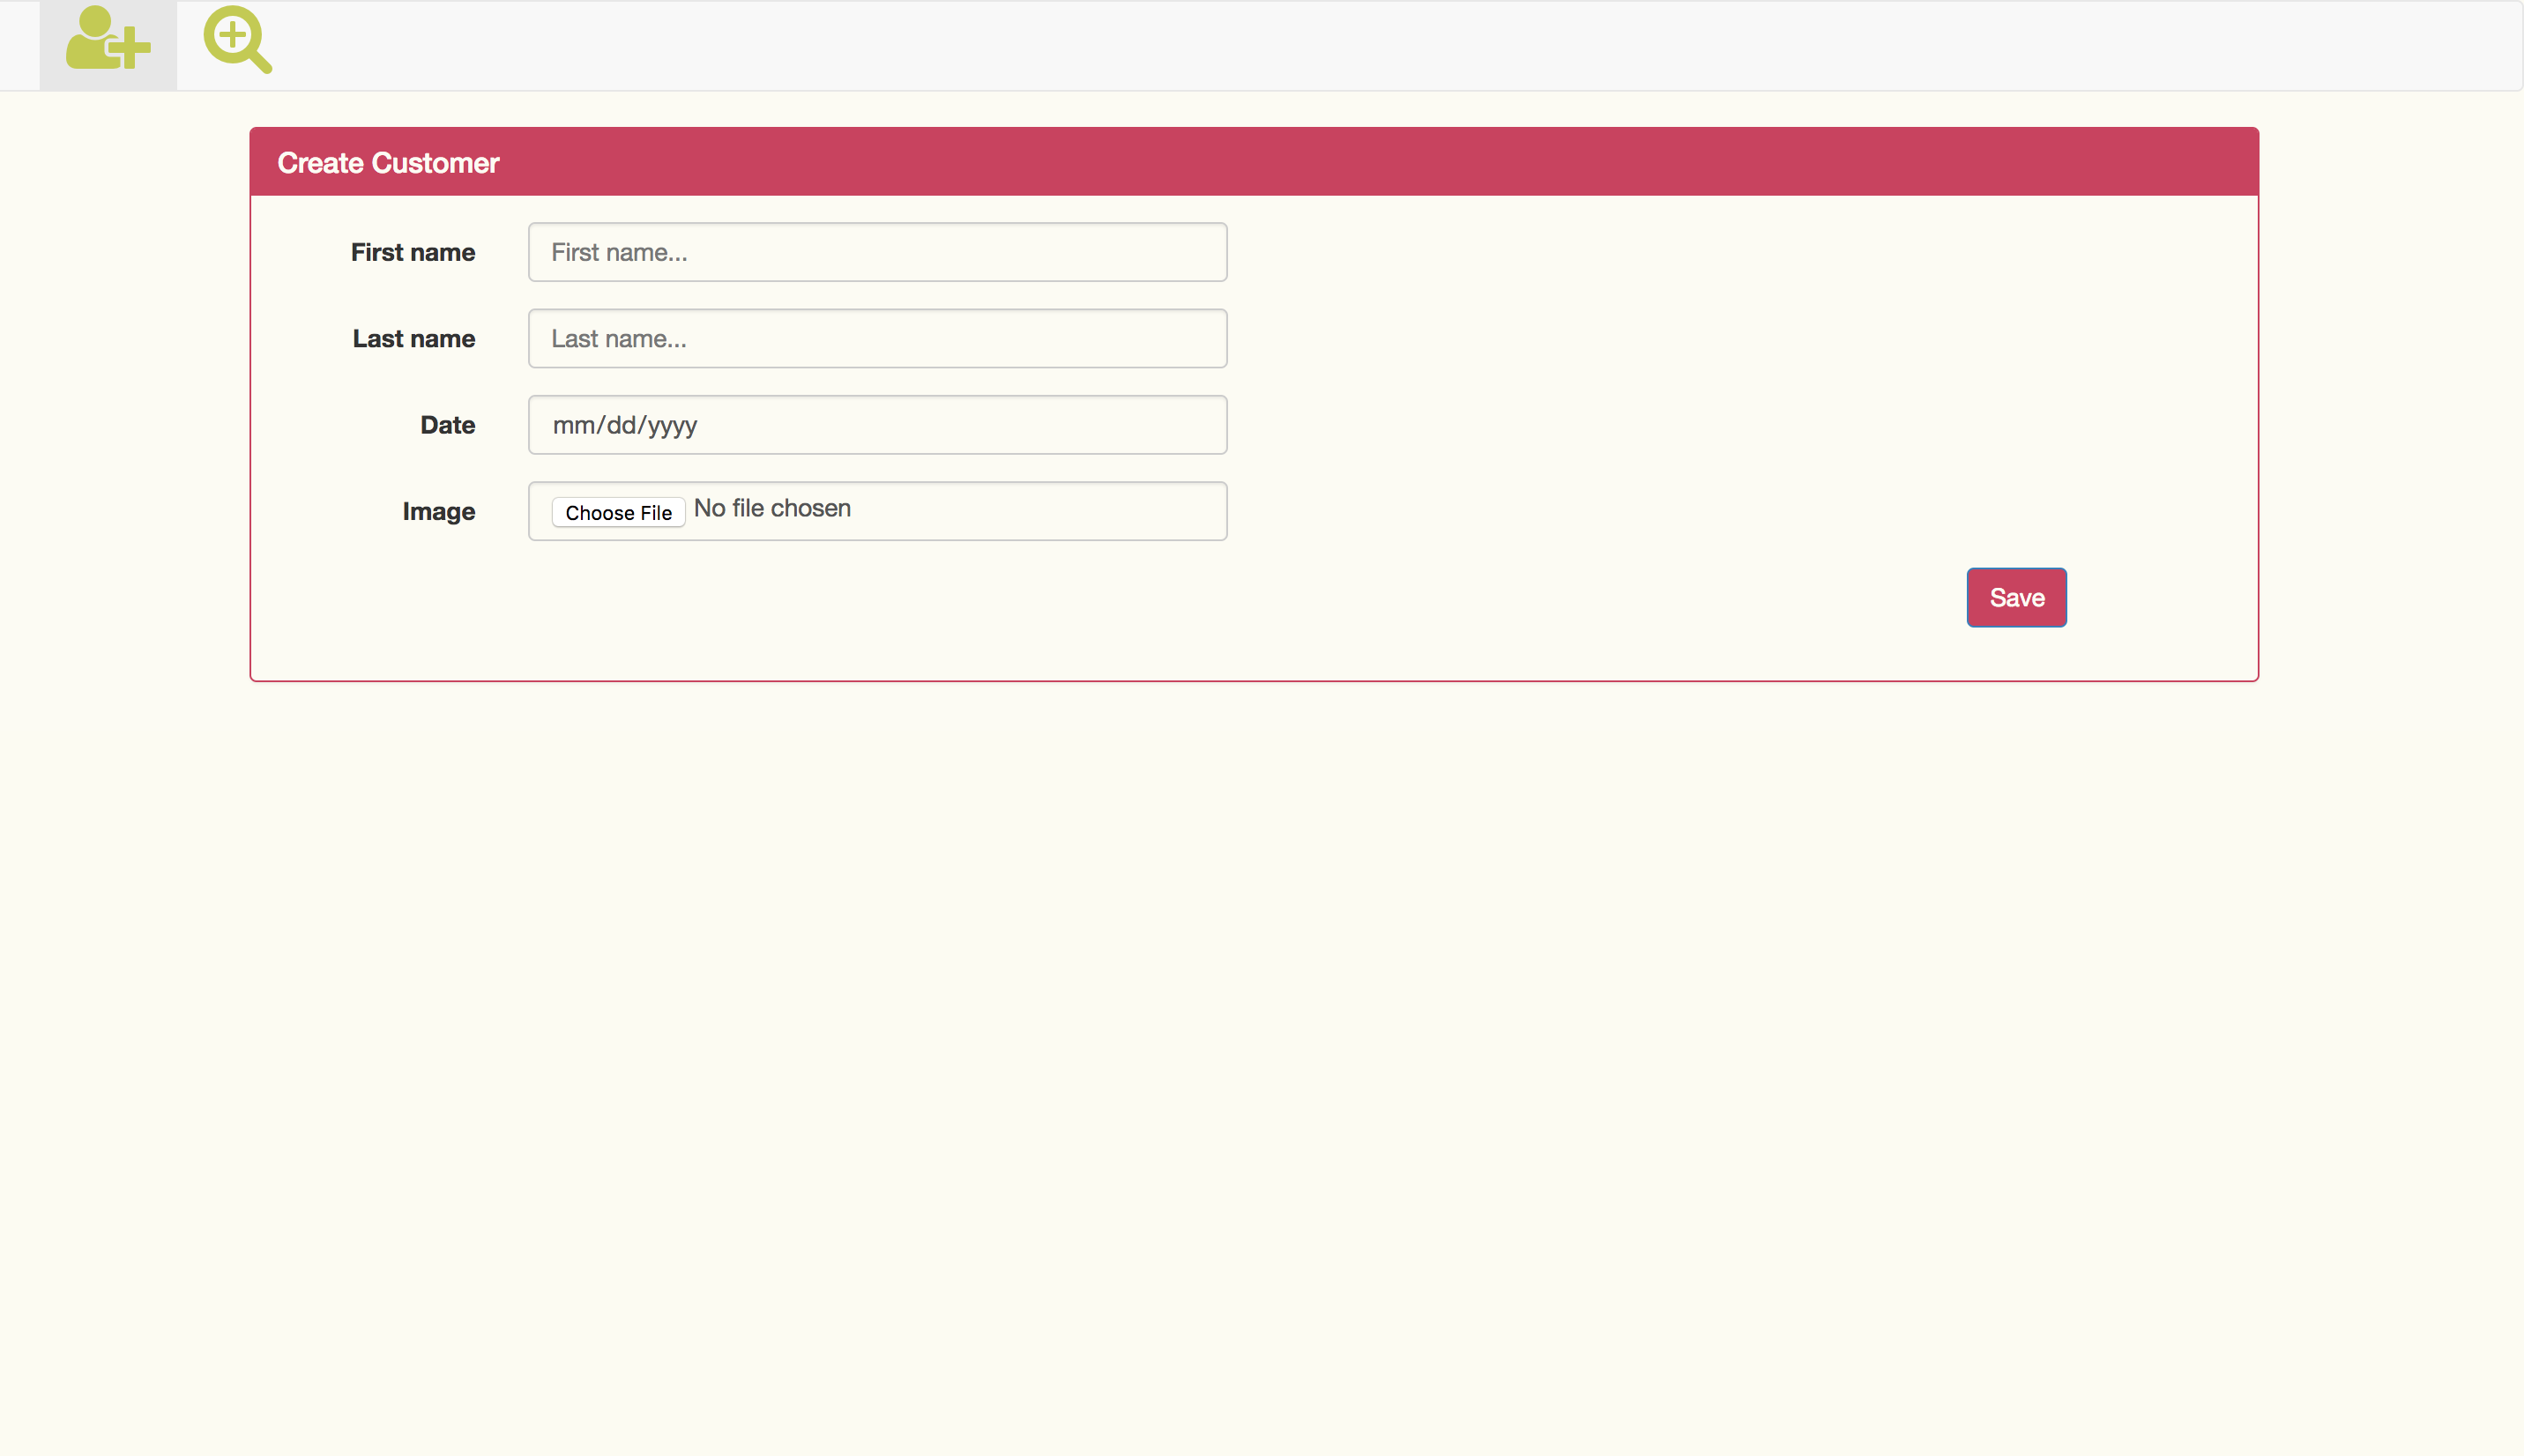 Create Customer
First name First name...
Last name Last name...
Date mm/dd/yyyy
Image Choose File No file chosen
Save